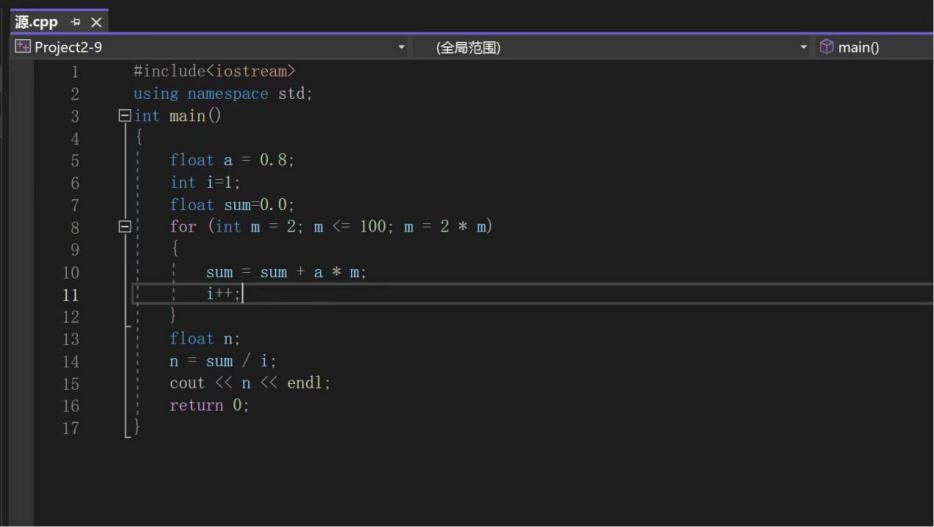 源.cpp
Project2-9 (全局范围) main()
1 #include<iostream>
2 using namespace std;
3 int main()
4 {
5 float a = 0.8;
6 int i=1;
7 float sum=0.0;
8 for (int m = 2; m <= 100; m = 2 * m)
9 {
10 sum = sum + a * m;
11 i++;
12 }
13 float n;
14 n = sum / i;
15 cout << n << endl;
16 return 0;
17 }